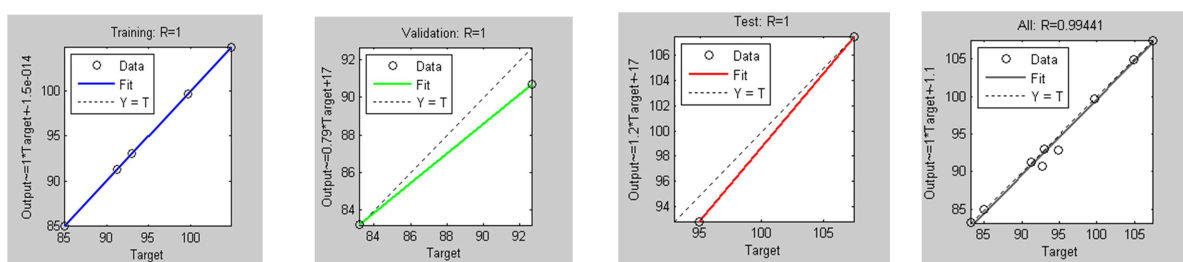 Training: R=1
Output~=1*Target+-1.5e-014
100
95
90
85
Data
Fit
Y = T
85
90
95
100
Target
Validation: R=1
Output~=0.79*Target+17
92
90
88
86
84
Data
Fit
Y = T
84
86
88
90
92
Target
Test: R=1
Output~=1.2*Target+-17
106
104
102
100
98
96
94
Data
Fit
Y = T
95
100
105
Target
All: R=0.99441
Output~=1*Target+-1.1
105
100
95
90
85
Data
Fit
Y = T
85
90
95
100
105
Target